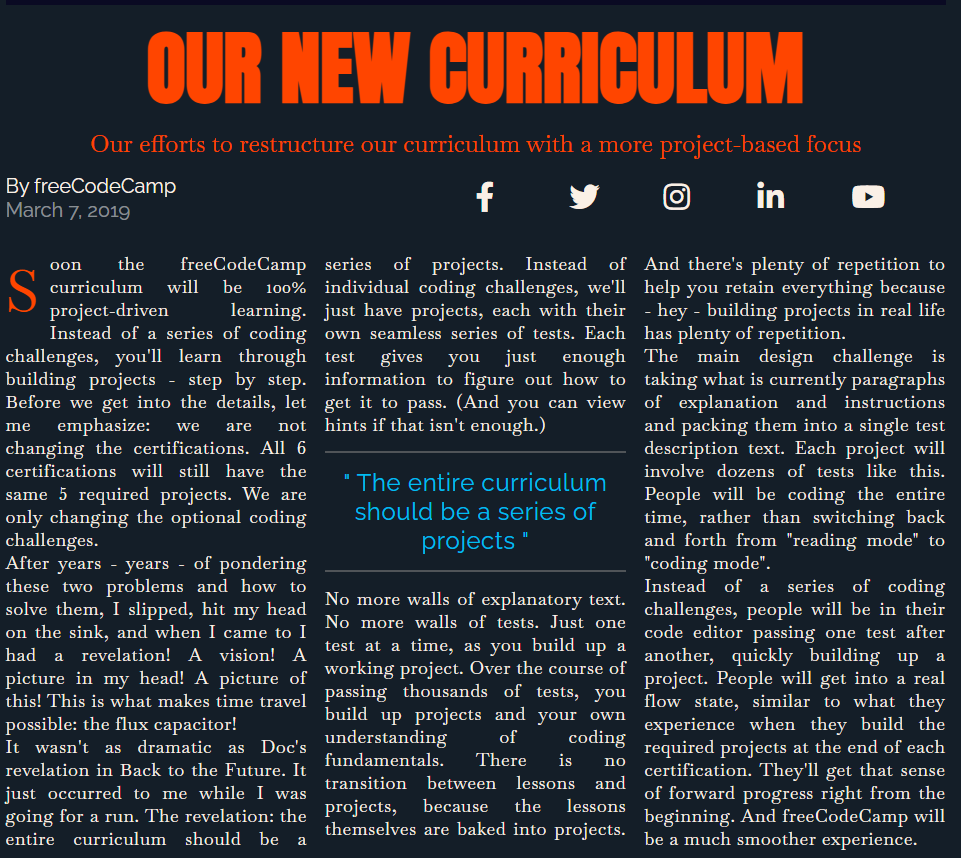 OUR NEW CURRICULUM
Our efforts to restructure our curriculum with a more project-based focus
By freeCodeCamp
March 7, 2019
Soon the freeCodeCamp
curriculum will be 100%
project-driven learning.
Instead of a series of coding
challenges, you'll learn through
building projects - step by step.
Before we get into the details, let
me emphasize: we are not
changing the certifications. All 6
certifications will still have the
same 5 required projects. We are
only changing the optional coding
challenges.
After years - years - of pondering
these two problems and how to
solve them, I slipped, hit my head
on the sink, and when I came to I
had a revelation! A vision! A
picture in my head! A picture of
this! This is what makes time travel
possible: the flux capacitor!
It wasn't as dramatic as Doc's
revelation in Back to the Future. It
just occurred to me while I was
going for a run. The revelation: the
entire curriculum should be a
series of projects. Instead of
individual coding challenges, we'll
just have projects, each with their
own seamless series of tests. Each
test gives you just enough
information to figure out how to
get it to pass. (And you can view
hints if that isn't enough.)
" The entire curriculum
should be a series of
projects "
No more walls of explanatory text.
No more walls of tests. Just one
test at a time, as you build up a
working project. Over the course of
passing thousands of tests, you
build up projects and your own
understanding of coding
fundamentals. There is no
transition between lessons and
projects, because the lessons
themselves are baked into projects.
And there's plenty of repetition to
help you retain everything because
- hey - building projects in real life
has plenty of repetition.
The main design challenge is
taking what is currently paragraphs
of explanation and instructions
and packing them into a single test
description text. Each project will
involve dozens of tests like this.
People will be coding the entire
time, rather than switching back
and forth from "reading mode" to
"coding mode".
Instead of a series of coding
challenges, people will be in their
code editor passing one test after
another, quickly building up a
project. People will get into a real
flow state, similar to what they
experience when they build the
required projects at the end of each
certification. They'll get that sense
of forward progress right from the
beginning. And freeCodeCamp will
be a much smoother experience.